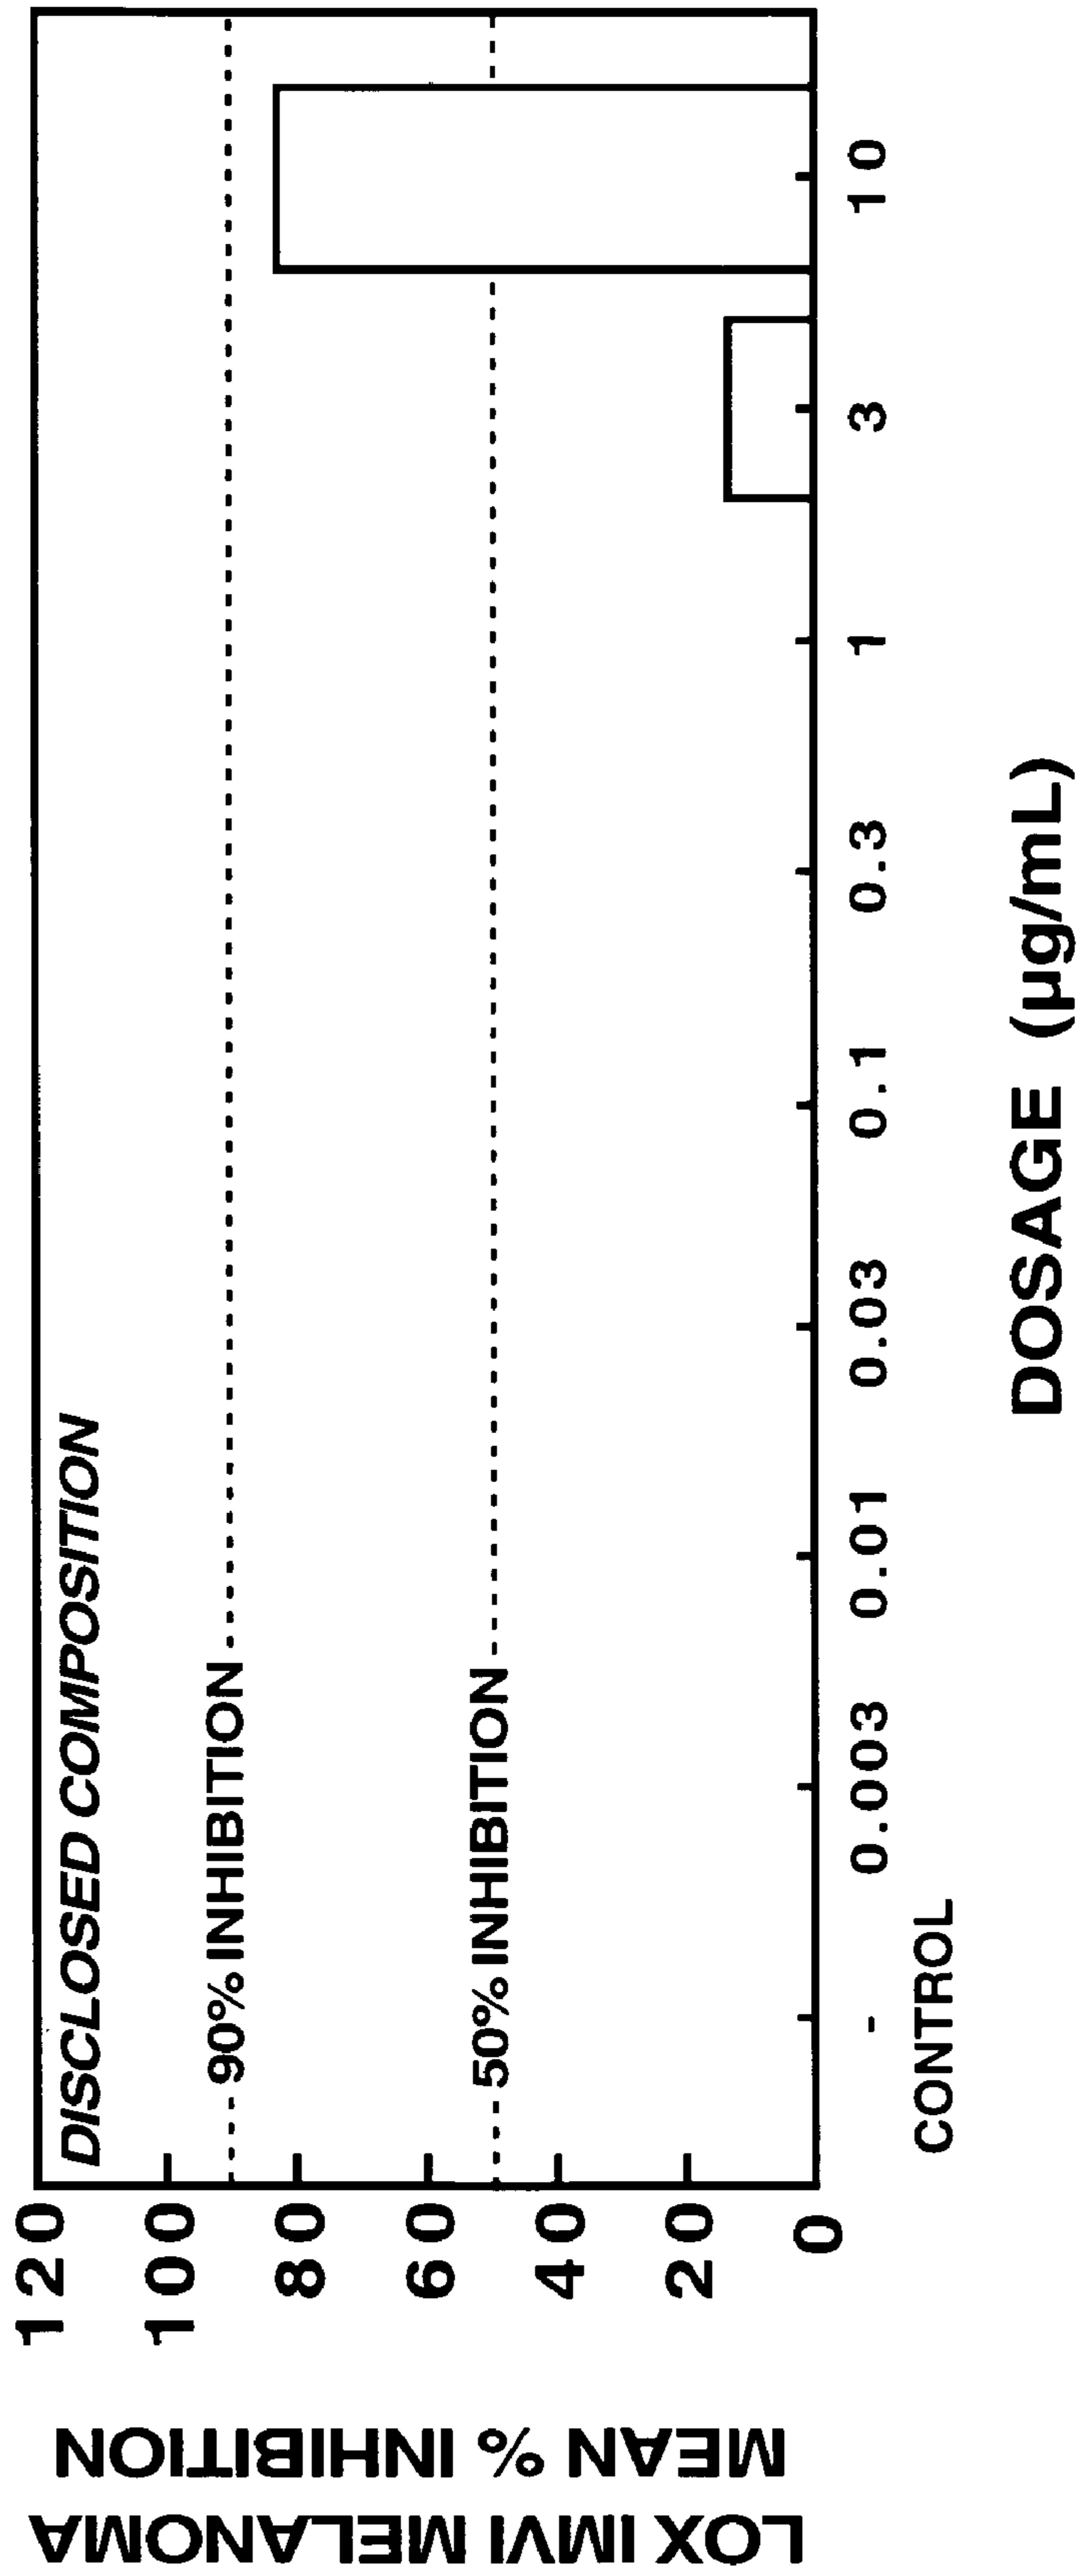 LOX IMVI MELANOMA
MEAN % INHIBITION
120
100
80
60
40
20
0
DISCLOSED COMPOSITION
90% INHIBITION
50% INHIBITION
- 0.003 0.01 0.03 0.1 0.3 1 3 10
CONTROL
DOSAGE (µg/mL)